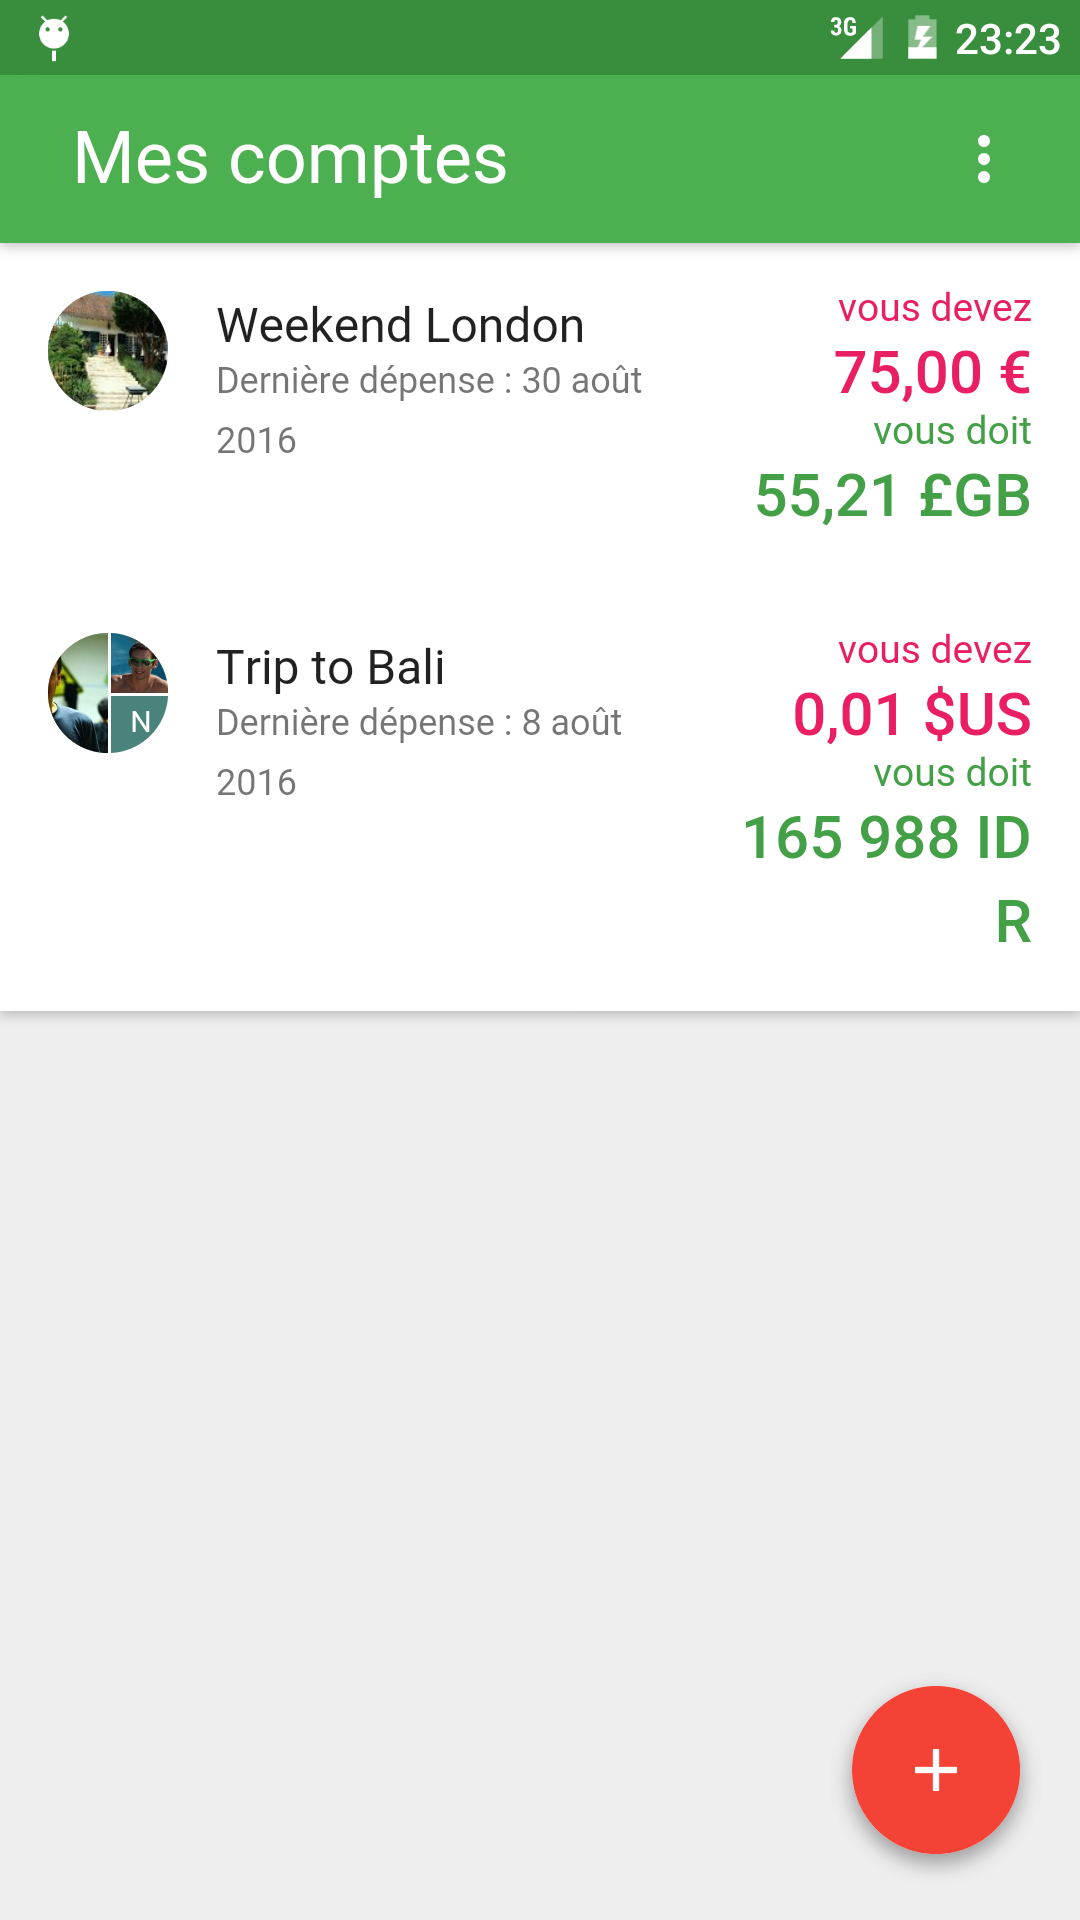 3G 23:23
Mes comptes
Weekend London
Dernière dépense : 30 août
2016
vous devez
75,00 €
vous doit
55,21 £GB
Trip to Bali
Dernière dépense : 8 août
2016
N
vous devez
0,01 $US
vous doit
165 988 ID
R
+